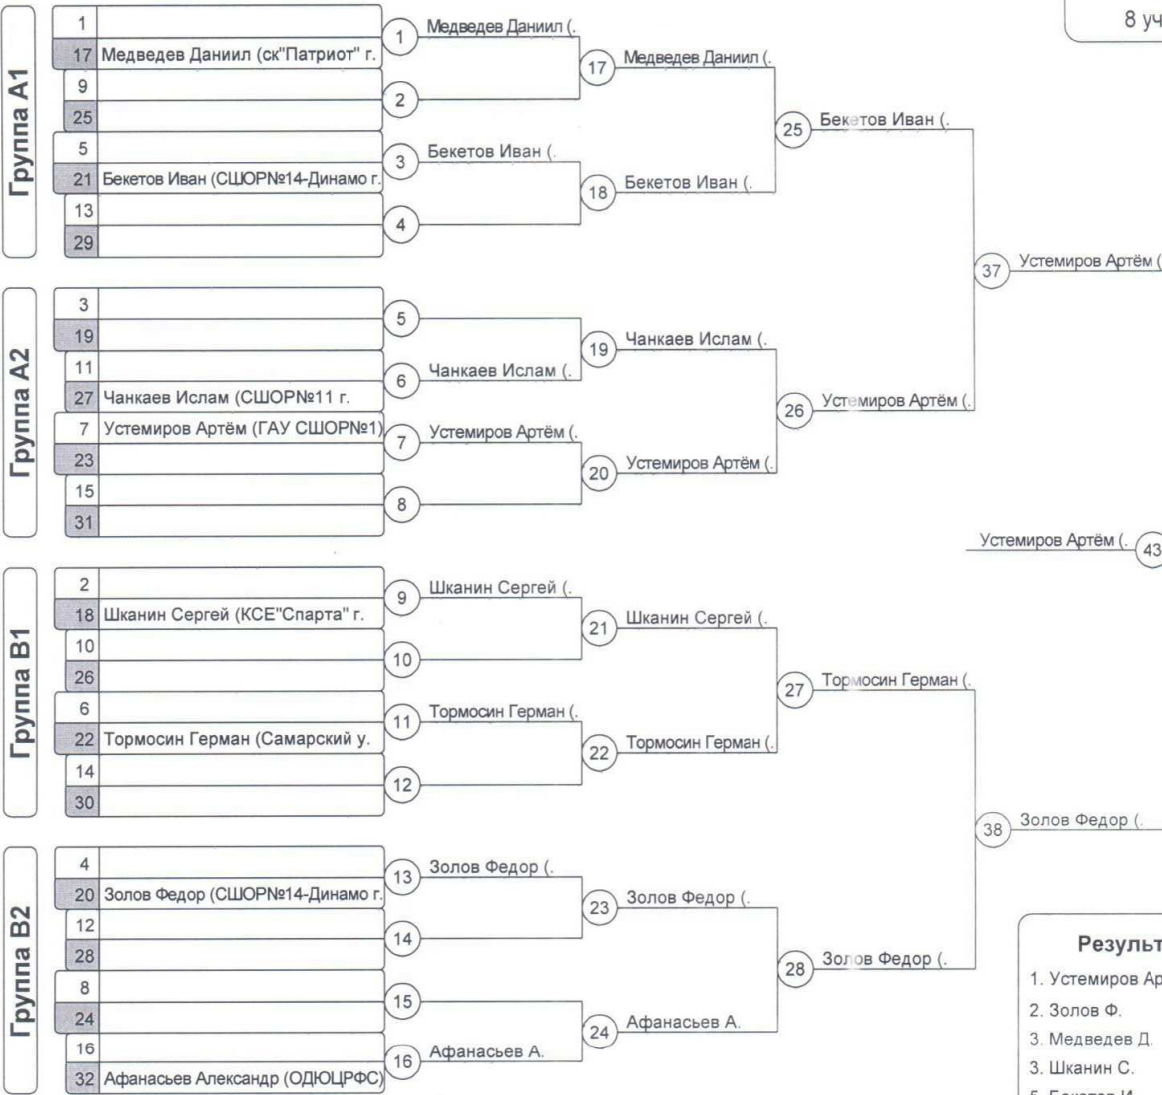 8 уч
Группа A1
1
17 Медведев Даниил (ск"Патриот" г.
9
25
5
21 Бекетов Иван (СШОР№14-Динамо г.
13
29
1 Медведев Даниил (.
2
3 Бекетов Иван (.
4
17 Медведев Даниил (.
18 Бекетов Иван (.
25 Бекетов Иван (.
37 Устемиров Артём (
Группа A2
3
19
11
27 Чанкаев Ислам (СШОР№11 г.
7 Устемиров Артём (ГАУ СШОР№1)
23
15
31
5
6 Чанкаев Ислам (.
7 Устемиров Артём (.
8
19 Чанкаев Ислам (.
20 Устемиров Артём (.
26 Устемиров Артём (.
Устемиров Артём (. 43
Группа B1
2
18 Шканин Сергей (КСЕ"Спарта" г.
10
26
6
22 Тормосин Герман (Самарский у.
14
30
9 Шканин Сергей (.
10
11 Тормосин Герман (.
12
21 Шканин Сергей (.
22 Тормосин Герман (.
27 Тормосин Герман (.
38 Золов Федор (.
Группа B2
4
20 Золов Федор (СШОР№14-Динамо г.
12
28
8
24
16
32 Афанасьев Александр (ОДЮЦРФС)
13 Золов Федор (.
14
15
16 Афанасьев А.
23 Золов Федор (.
24 Афанасьев А.
28 Золов Федор (.
Результ
1. Устемиров Ар
2. Золов Ф.
3. Медведев Д.
3. Шканин С.